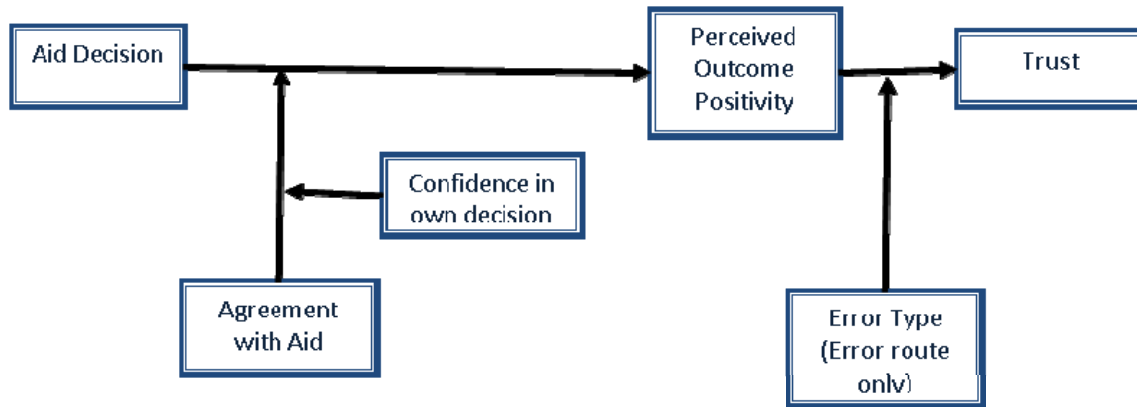 Aid Decision
Perceived
Outcome
Positivity
Trust
Confidence in
own decision
Agreement
with Aid
Error Type
(Error route
only)